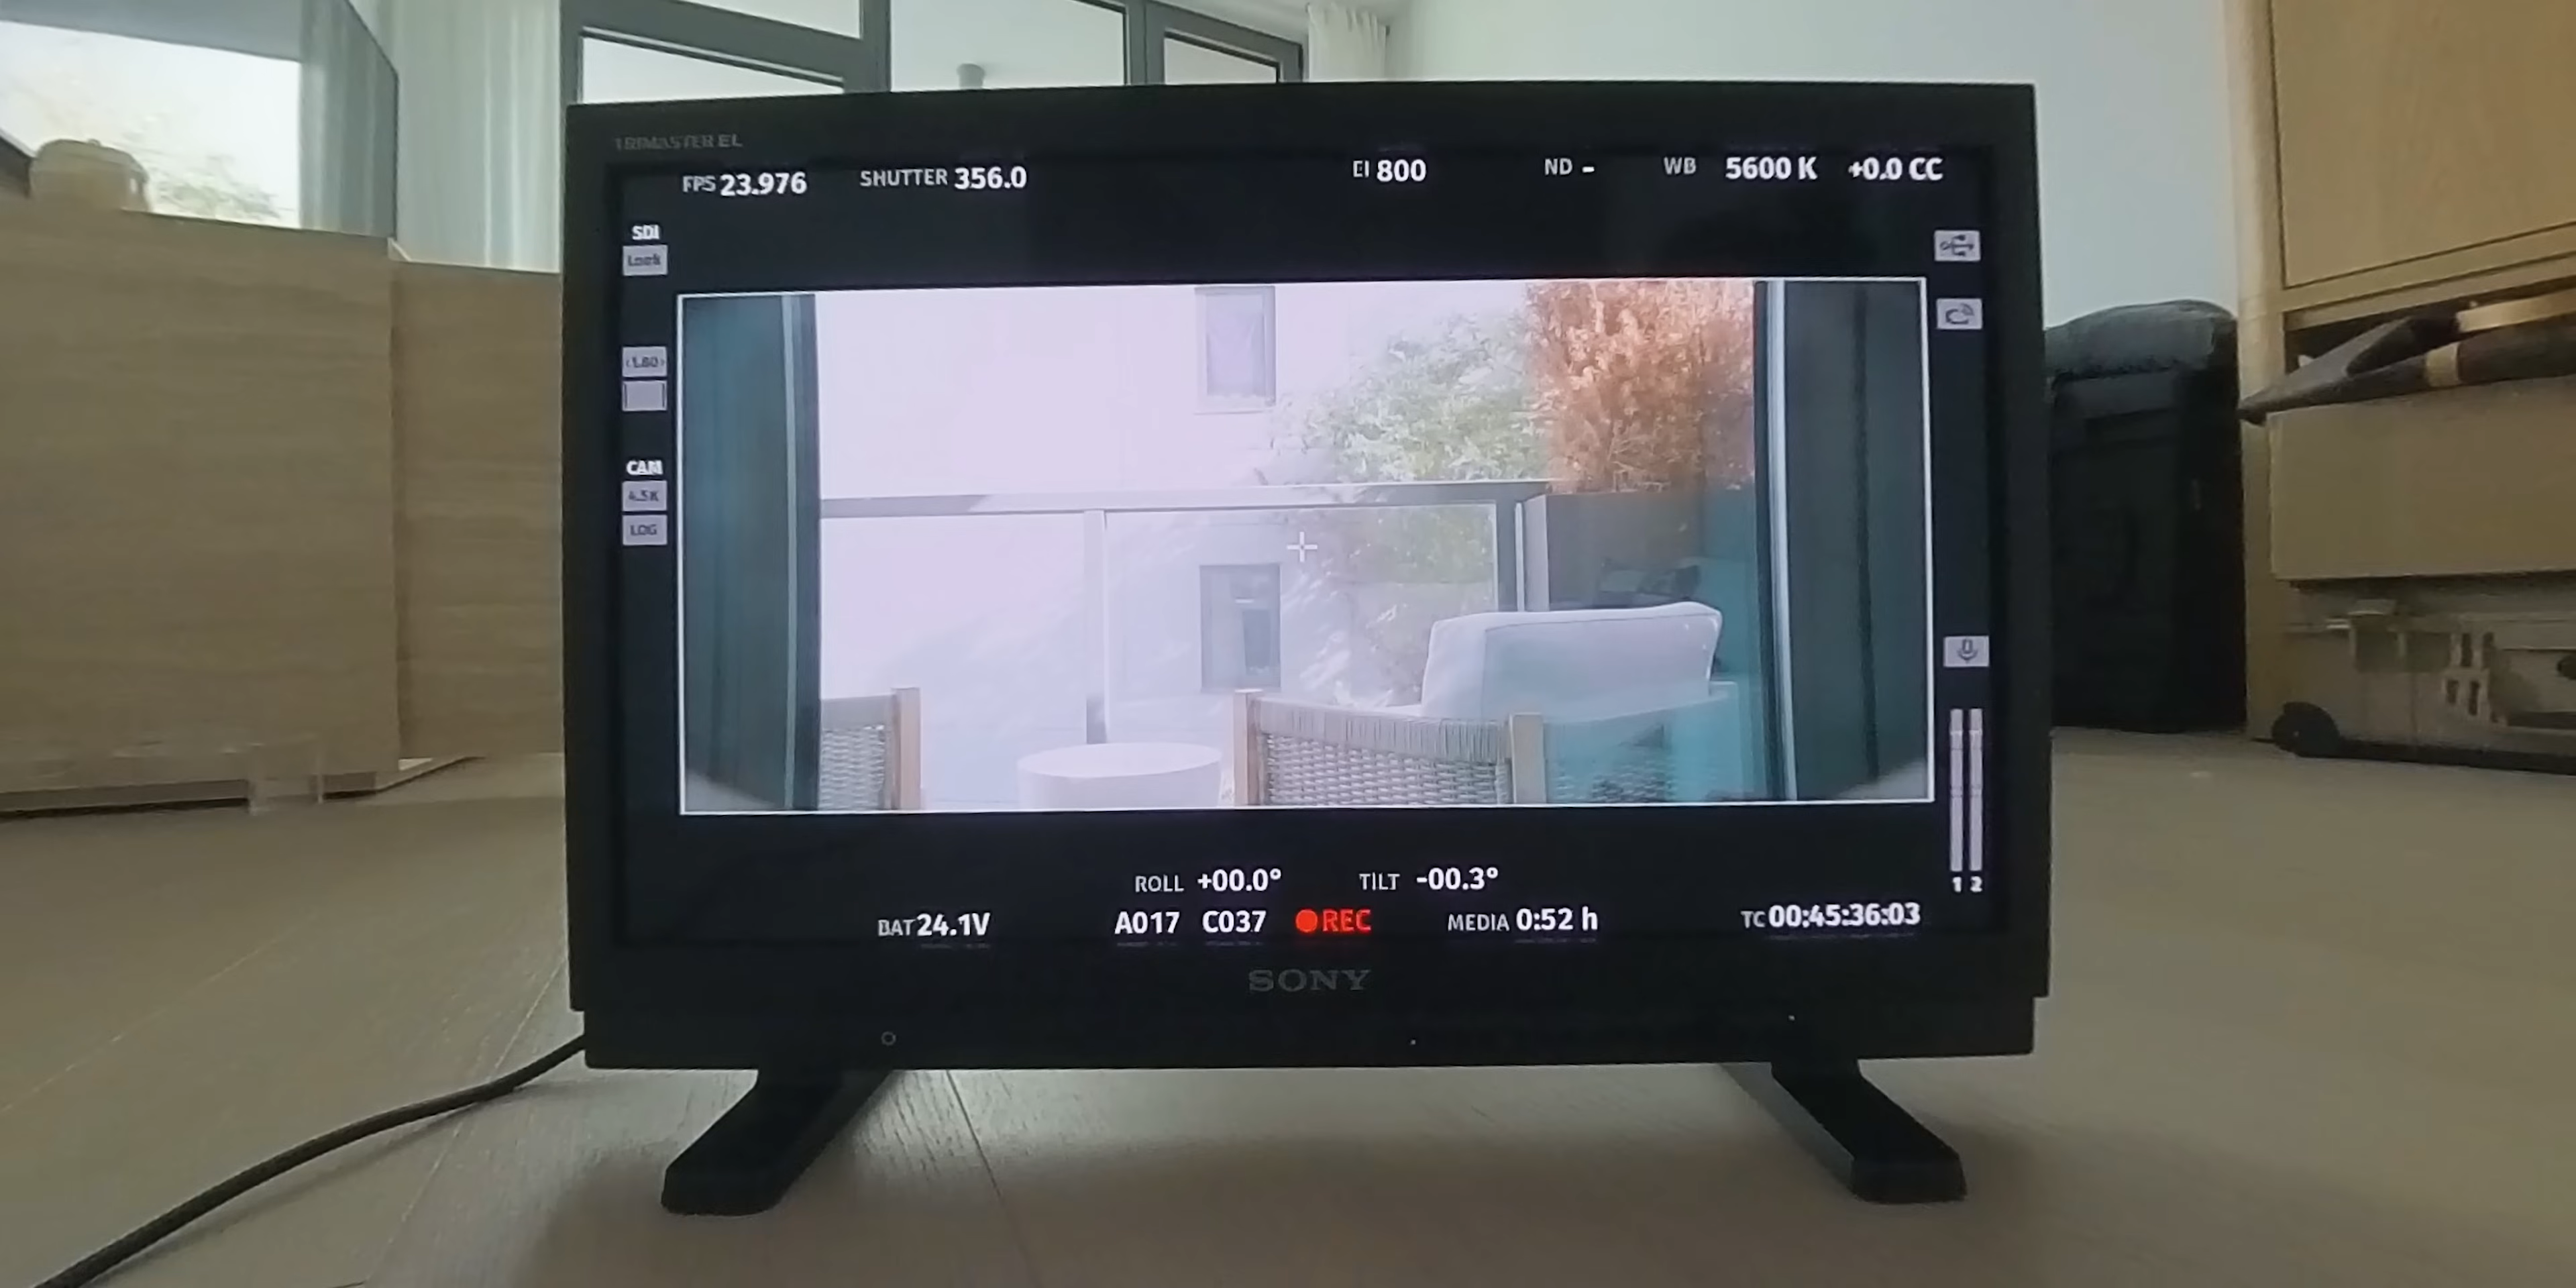 TRIMASTER EL
FPS 23.976 SHUTTER 356.0 EI 800 ND - WB 5600 K +0.0 CC
SDI
Look
1.80
CAM
4.5K
LOG
1 2
ROLL +00.0° TILT -00.3°
BAT 24.1V A017 C037 REC MEDIA 0:52 h TC 00:45:36:03
SONY